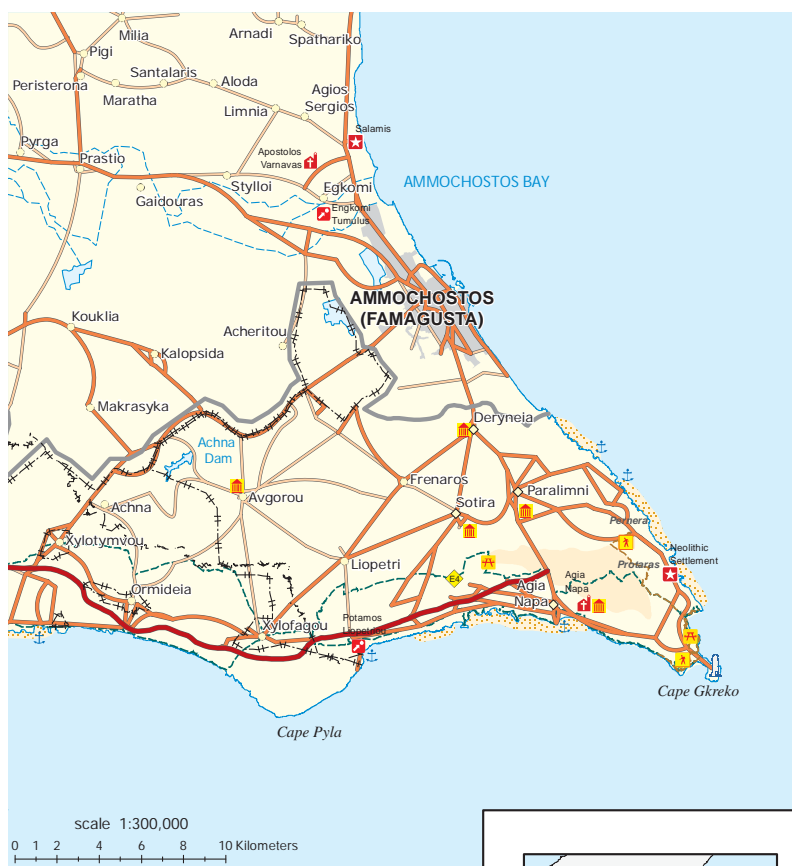 Milia
Arnadi
Spathariko
Pigi
Santalaris
Aloda
Peristerona
Maratha
Agios
Sergios
Limnia
Salamis
Pyrga
Prastio
Apostolos
Varnavas
Stylloi
Egkomi
AMMOCHOSTOS BAY
Gaidouras
Engkomi
Tumulus
AMMOCHOSTOS
(FAMAGUSTA)
Kouklia
Acheritou
Kalopsida
Makrasyka
Deryneia
Achna
Dam
Frenaros
Paralimni
Avgorou
Sotira
Achna
Pernera
Xylotymvou
Neolithic
Settlement
Liopetri
Protaras
E4
Agia
Napa
Agia
Napa
Ormideia
Potamos
Liopetriou
Xylofagou
Cape Gkreko
Cape Pyla
scale 1:300,000
0 1 2 4 6 8 10 Kilometers